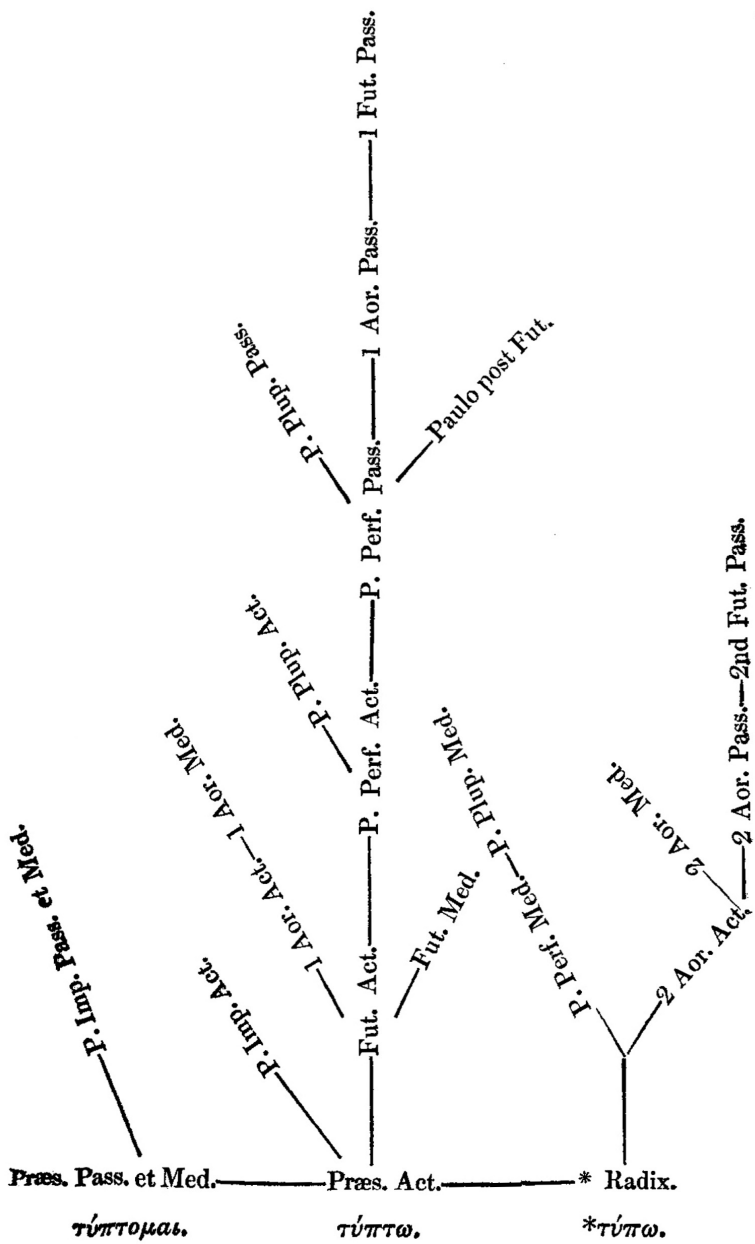 1 Fut. Pass.
1 Aor. Pass.
P. Plup. Pass.
Paulo post Fut.
P. Perf. Pass.
P. Plup. Act.
P. Perf. Act.
1 Aor. Act.—1 Aor. Med.
P. Imp. Pass. et Med.
P. Imp. Act.
Fut. Act.
Fut. Med.
P. Perf. Med.—P. Plup. Med.
2 Aor. Med.
2 Aor. Act.
2 Aor. Pass.—2nd Fut. Pass.
Præs. Pass. et Med.—Præs. Act.—* Radix.
τύπτομαι. τύπτω. *τύπω.